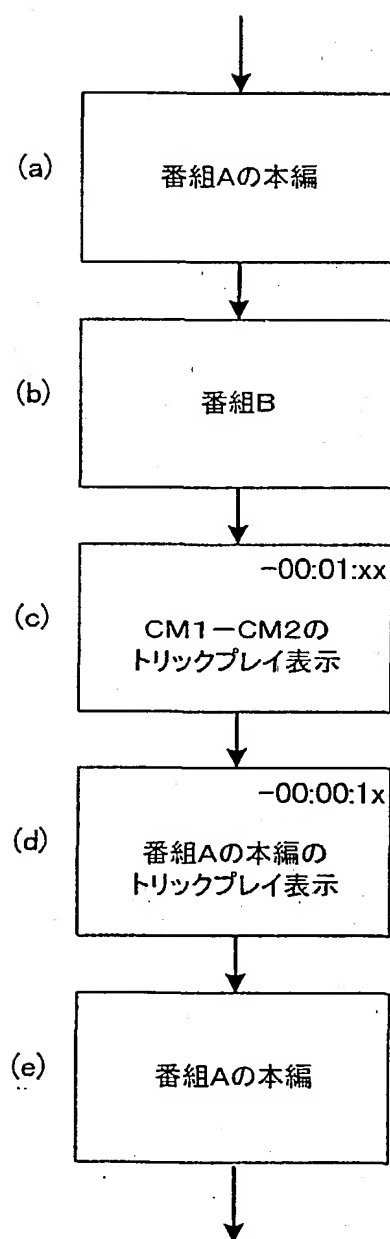 (a)
番組Aの本編
(b)
番組B
(c)
-00:01:xx
CM1-CM2の
トリックプレイ表示
(d)
-00:00:1x
番組Aの本編の
トリックプレイ表示
(e)
番組Aの本編